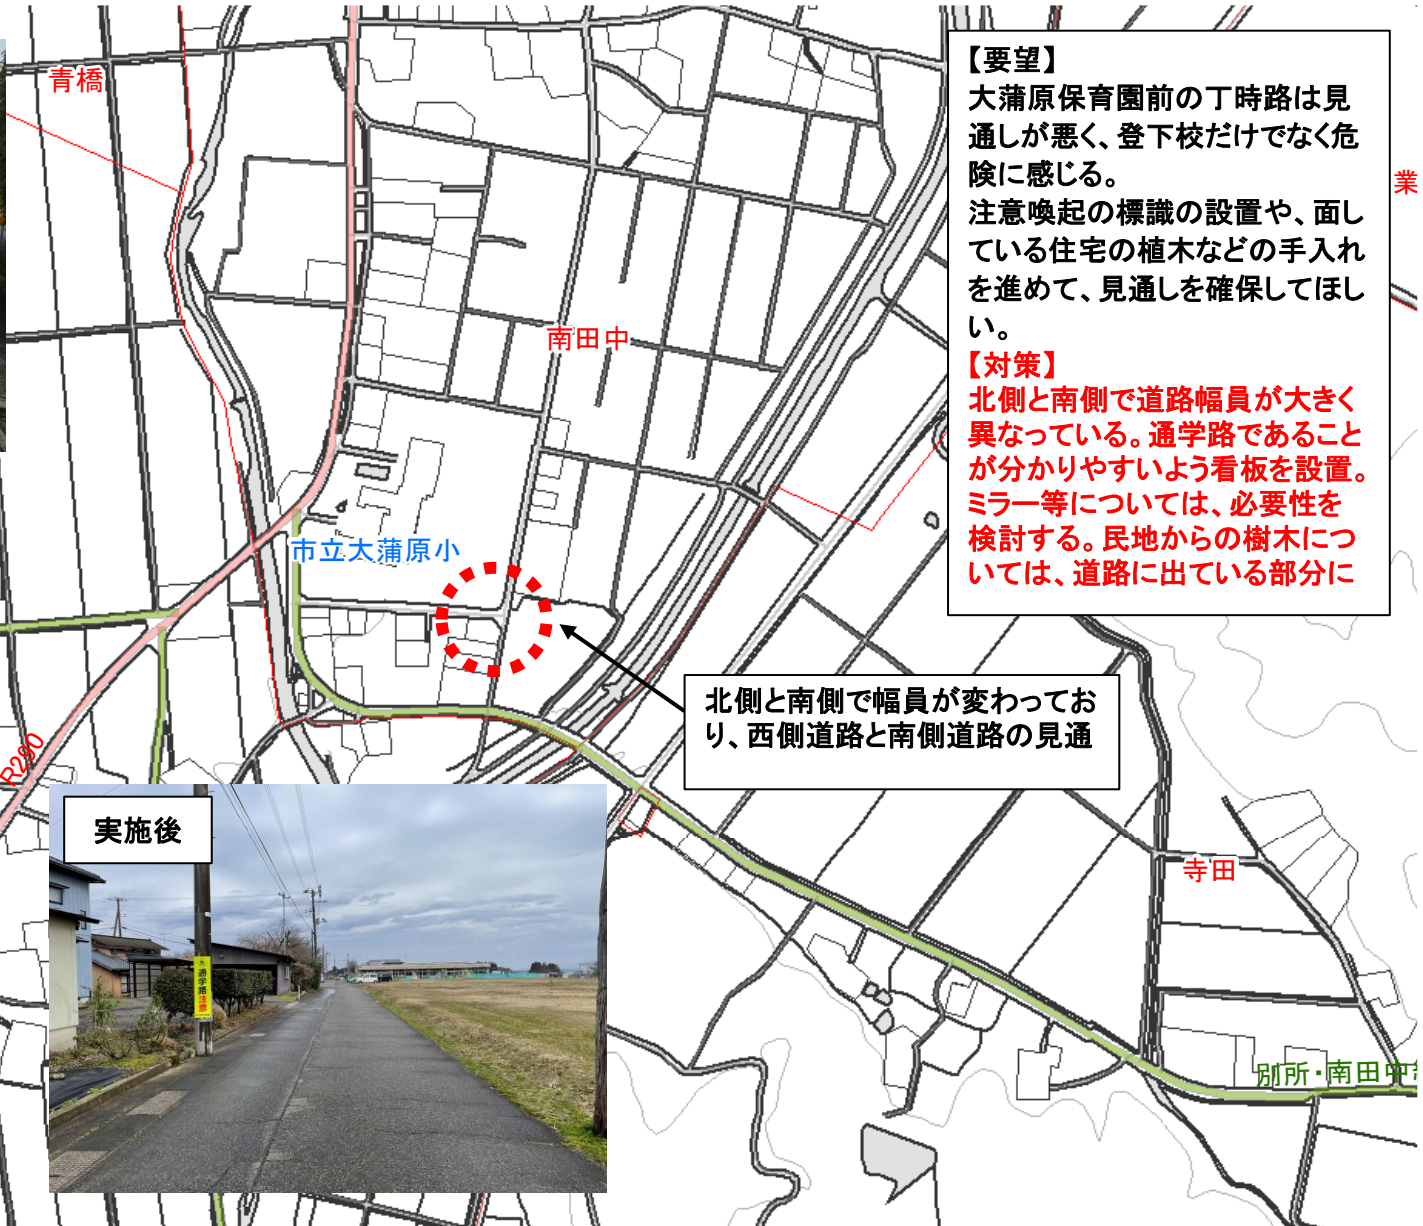 青橋
【要望】
大蒲原保育園前の丁時路は見
通しが悪く、登下校だけでなく危
険に感じる。
注意喚起の標識の設置や、面し
ている住宅の植木などの手入れ
を進めて、見通しを確保してほし
い。
【対策】
北側と南側で道路幅員が大きく
異なっている。通学路であること
が分かりやすいよう看板を設置。
ミラー等については、必要性を
検討する。民地からの樹木につ
いては、道路に出ている部分に
業
南田中
市立大蒲原小
北側と南側で幅員が変わってお
り、西側道路と南側道路の見通
R290
実施後
通学路注意
寺田
別所・南田中